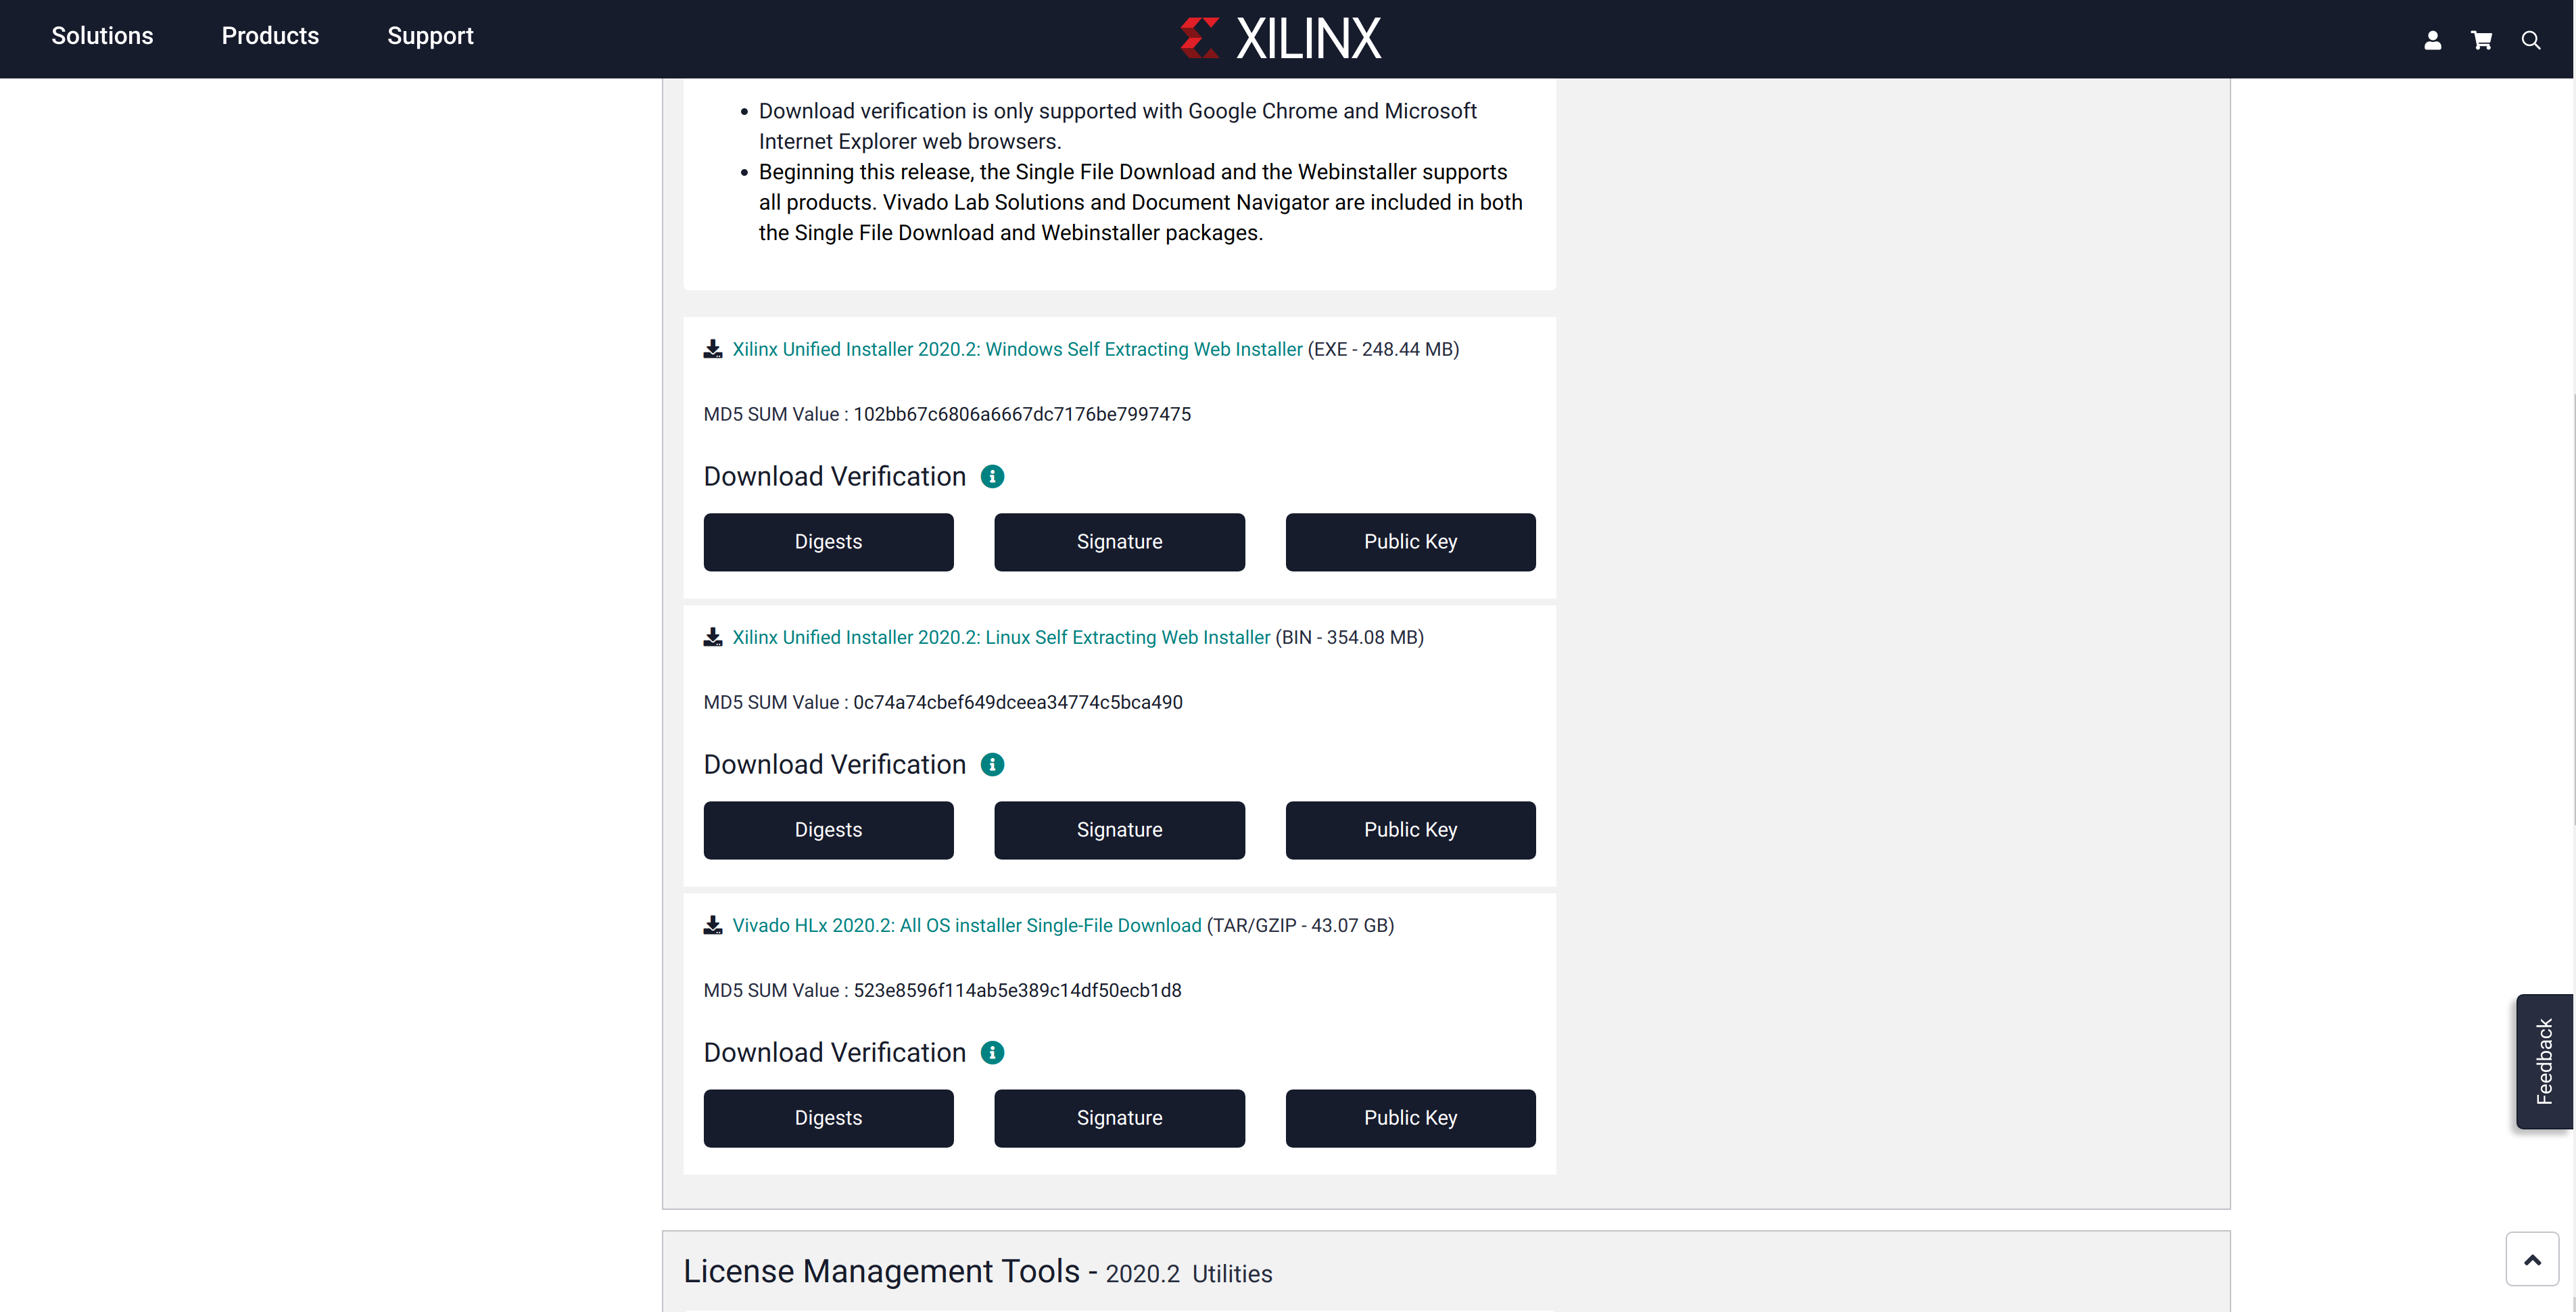 Solutions
Products
Support
XILINX
• Download verification is only supported with Google Chrome and Microsoft
Internet Explorer web browsers.
• Beginning this release, the Single File Download and the Webinstaller supports
all products. Vivado Lab Solutions and Document Navigator are included in both
the Single File Download and Webinstaller packages.
Xilinx Unified Installer 2020.2: Windows Self Extracting Web Installer (EXE - 248.44 MB)
MD5 SUM Value : 102bb67c6806a6667dc7176be7997475
Download Verification
Digests
Signature
Public Key
Xilinx Unified Installer 2020.2: Linux Self Extracting Web Installer (BIN - 354.08 MB)
MD5 SUM Value : 0c74a74cbef649dceea34774c5bca490
Download Verification
Digests
Signature
Public Key
Vivado HLx 2020.2: All OS installer Single-File Download (TAR/GZIP - 43.07 GB)
MD5 SUM Value : 523e8596f114ab5e389c14df50ecb1d8
Download Verification
Digests
Signature
Public Key
Feedback
License Management Tools - 2020.2 Utilities